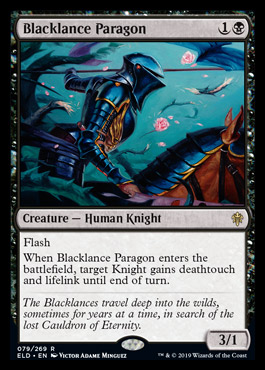 Blacklance Paragon 1
Creature — Human Knight
Flash
When Blacklance Paragon enters the
battlefield, target Knight gains deathtouch
and lifelink until end of turn.
The Blacklances travel deep into the wilds,
sometimes for years at a time, in search of the
lost Cauldron of Eternity.
3/1
079/269 R
ELD • EN Victor Adame Minguez
™ & © 2019 Wizards of the Coast